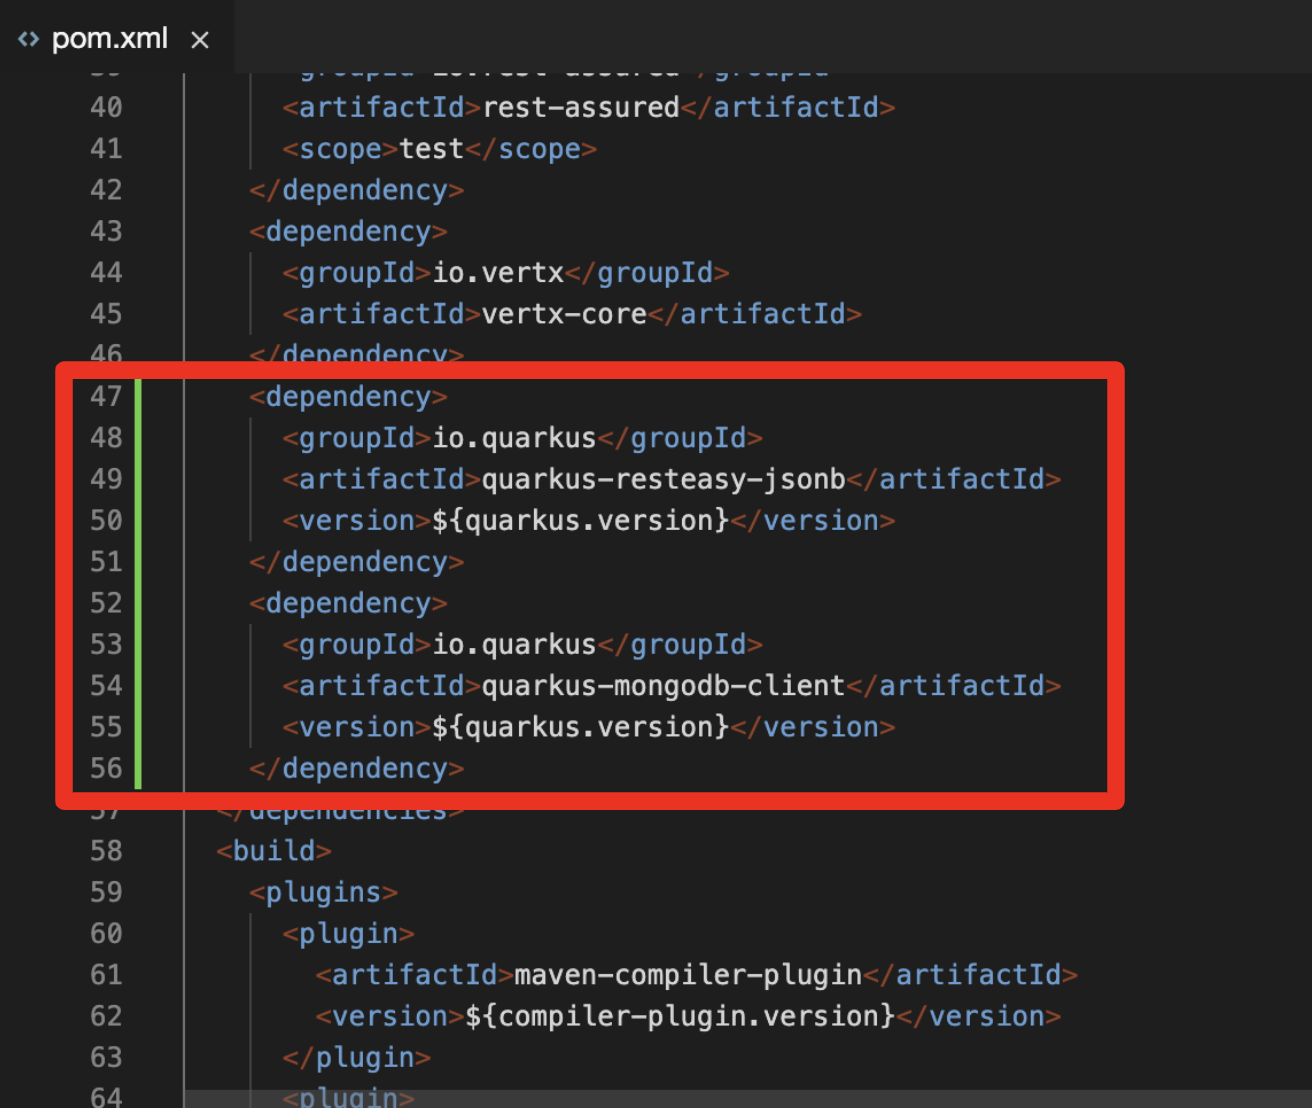 <> pom.xml ×
40 <artifactId>rest-assured</artifactId>
41 <scope>test</scope>
42 </dependency>
43 <dependency>
44 <groupId>io.vertx</groupId>
45 <artifactId>vertx-core</artifactId>
46 </dependency>
47 <dependency>
48 <groupId>io.quarkus</groupId>
49 <artifactId>quarkus-resteasy-jsonb</artifactId>
50 <version>${quarkus.version}</version>
51 </dependency>
52 <dependency>
53 <groupId>io.quarkus</groupId>
54 <artifactId>quarkus-mongodb-client</artifactId>
55 <version>${quarkus.version}</version>
56 </dependency>
57 </dependencies>
58 <build>
59 <plugins>
60 <plugin>
61 <artifactId>maven-compiler-plugin</artifactId>
62 <version>${compiler-plugin.version}</version>
63 </plugin>
64 <plugin>